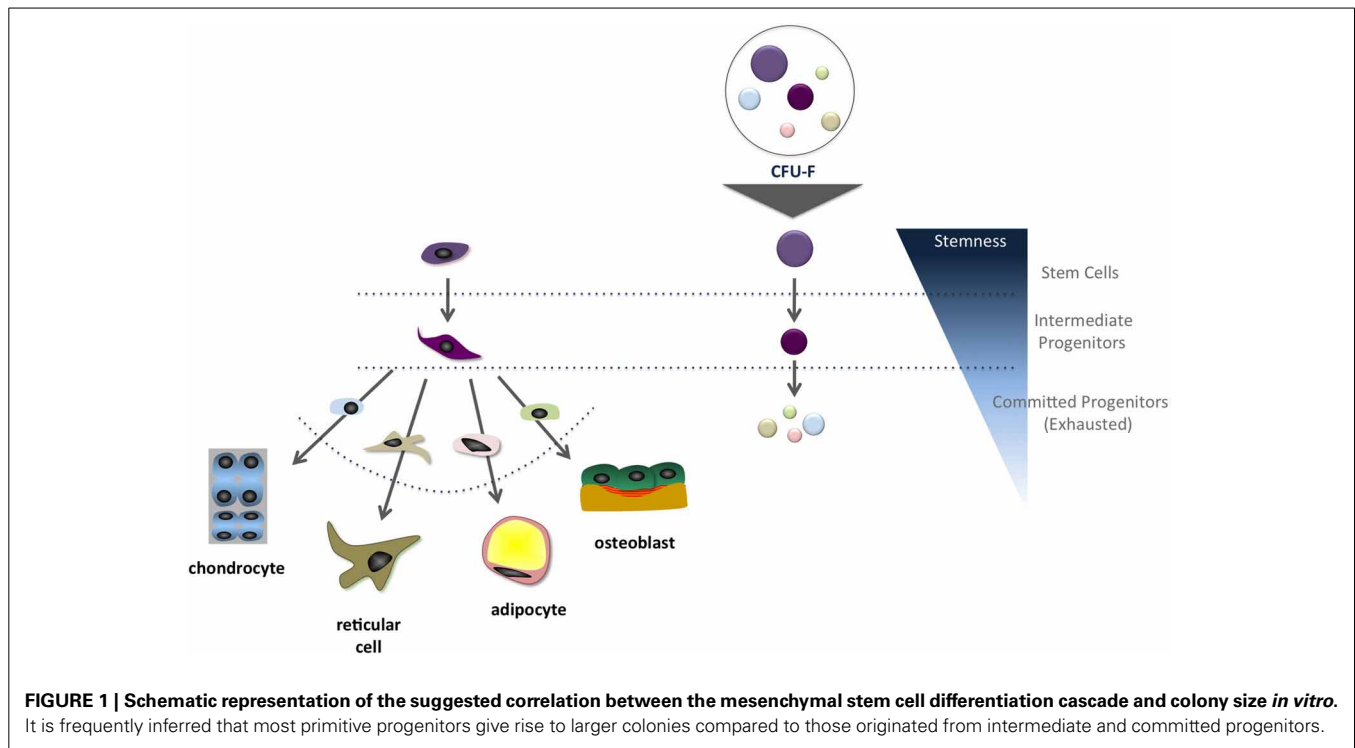 CFU-F
Stemness
Stem Cells
Intermediate
Progenitors
Committed Progenitors
(Exhausted)
chondrocyte
reticular
cell
adipocyte
osteoblast
FIGURE 1 | Schematic representation of the suggested correlation between the mesenchymal stem cell differentiation cascade and colony size in vitro.
It is frequently inferred that most primitive progenitors give rise to larger colonies compared to those originated from intermediate and committed progenitors.